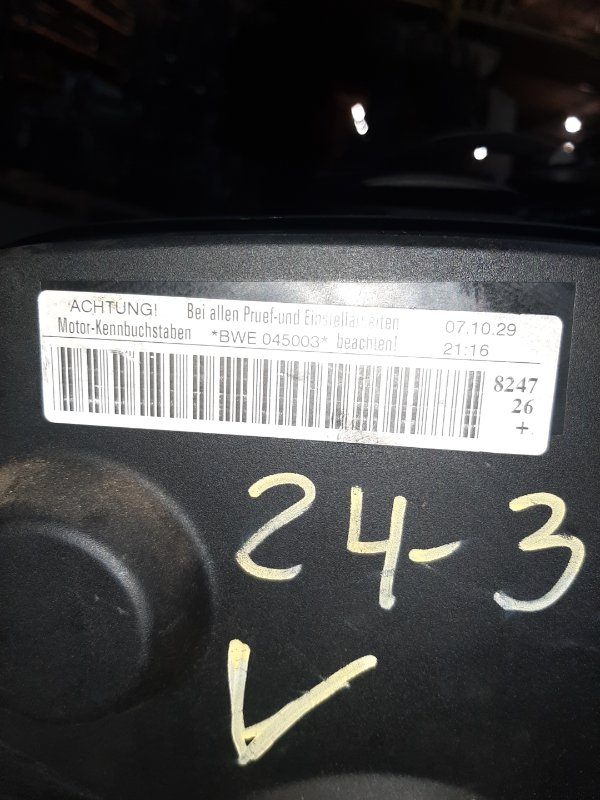 ACHTUNG! Bei allen Pruef-und Einstellarbeiten 07.10.29
Motor-Kennbuchstaben *BWE 045003* beachten! 21:16
8247
26
+
24-3
V